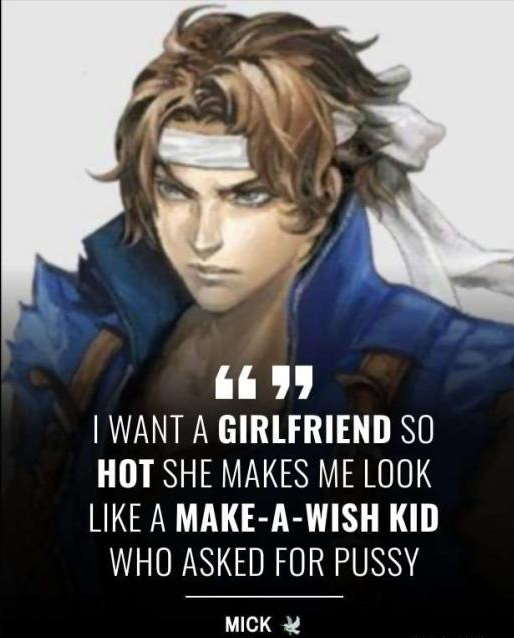 ❝ ❞
I WANT A GIRLFRIEND SO
HOT SHE MAKES ME LOOK
LIKE A MAKE-A-WISH KID
WHO ASKED FOR PUSSY
MICK 🕊